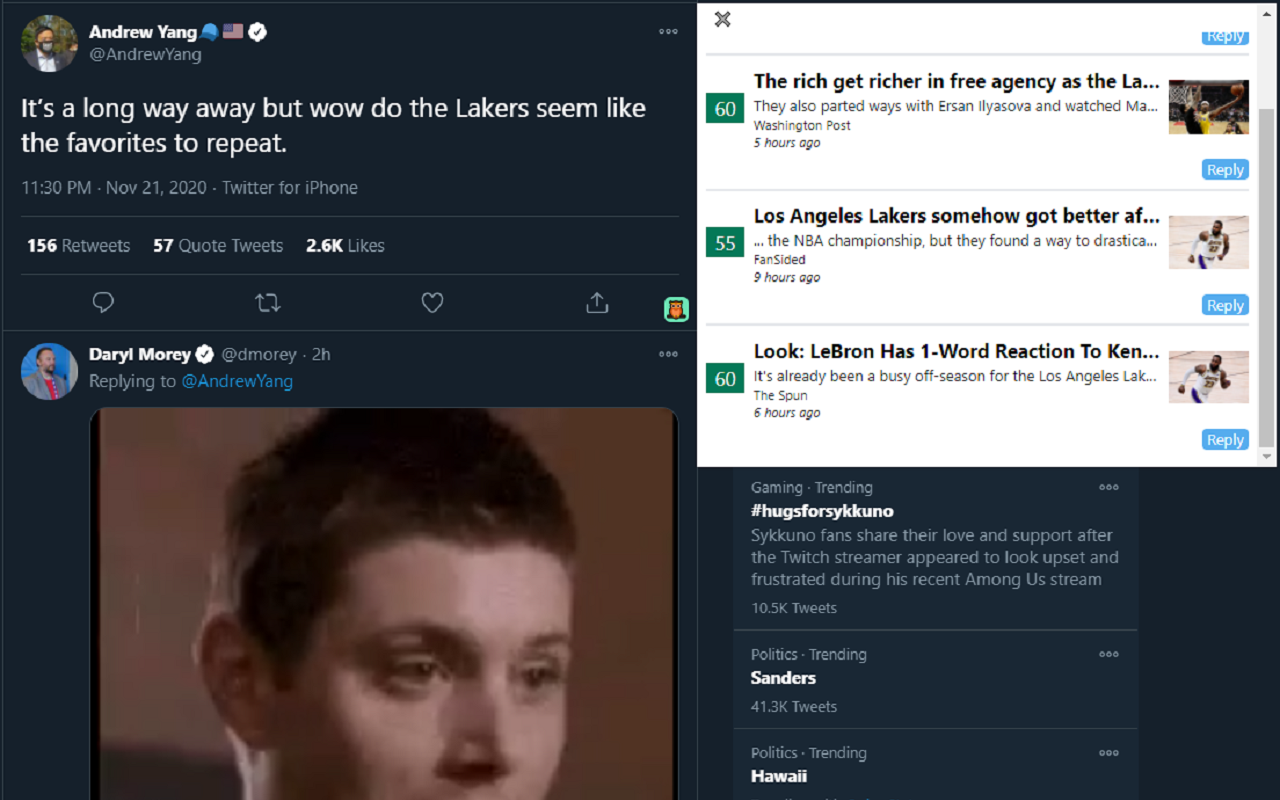 Andrew Yang
@AndrewYang
It's a long way away but wow do the Lakers seem like
the favorites to repeat.
11:30 PM · Nov 21, 2020 · Twitter for iPhone
156 Retweets 57 Quote Tweets 2.6K Likes
Daryl Morey @dmorey · 2h
Replying to @AndrewYang
Reply
The rich get richer in free agency as the La...
60
They also parted ways with Ersan Ilyasova and watched Ma...
Washington Post
5 hours ago
Reply
Los Angeles Lakers somehow got better af...
55
... the NBA championship, but they found a way to drastica...
FanSided
9 hours ago
Reply
Look: LeBron Has 1-Word Reaction To Ken...
60
It's already been a busy off-season for the Los Angeles Lak...
The Spun
6 hours ago
Reply
Gaming · Trending
#hugsforsykkuno
Sykkuno fans share their love and support after
the Twitch streamer appeared to look upset and
frustrated during his recent Among Us stream
10.5K Tweets
Politics · Trending
Sanders
41.3K Tweets
Politics · Trending
Hawaii